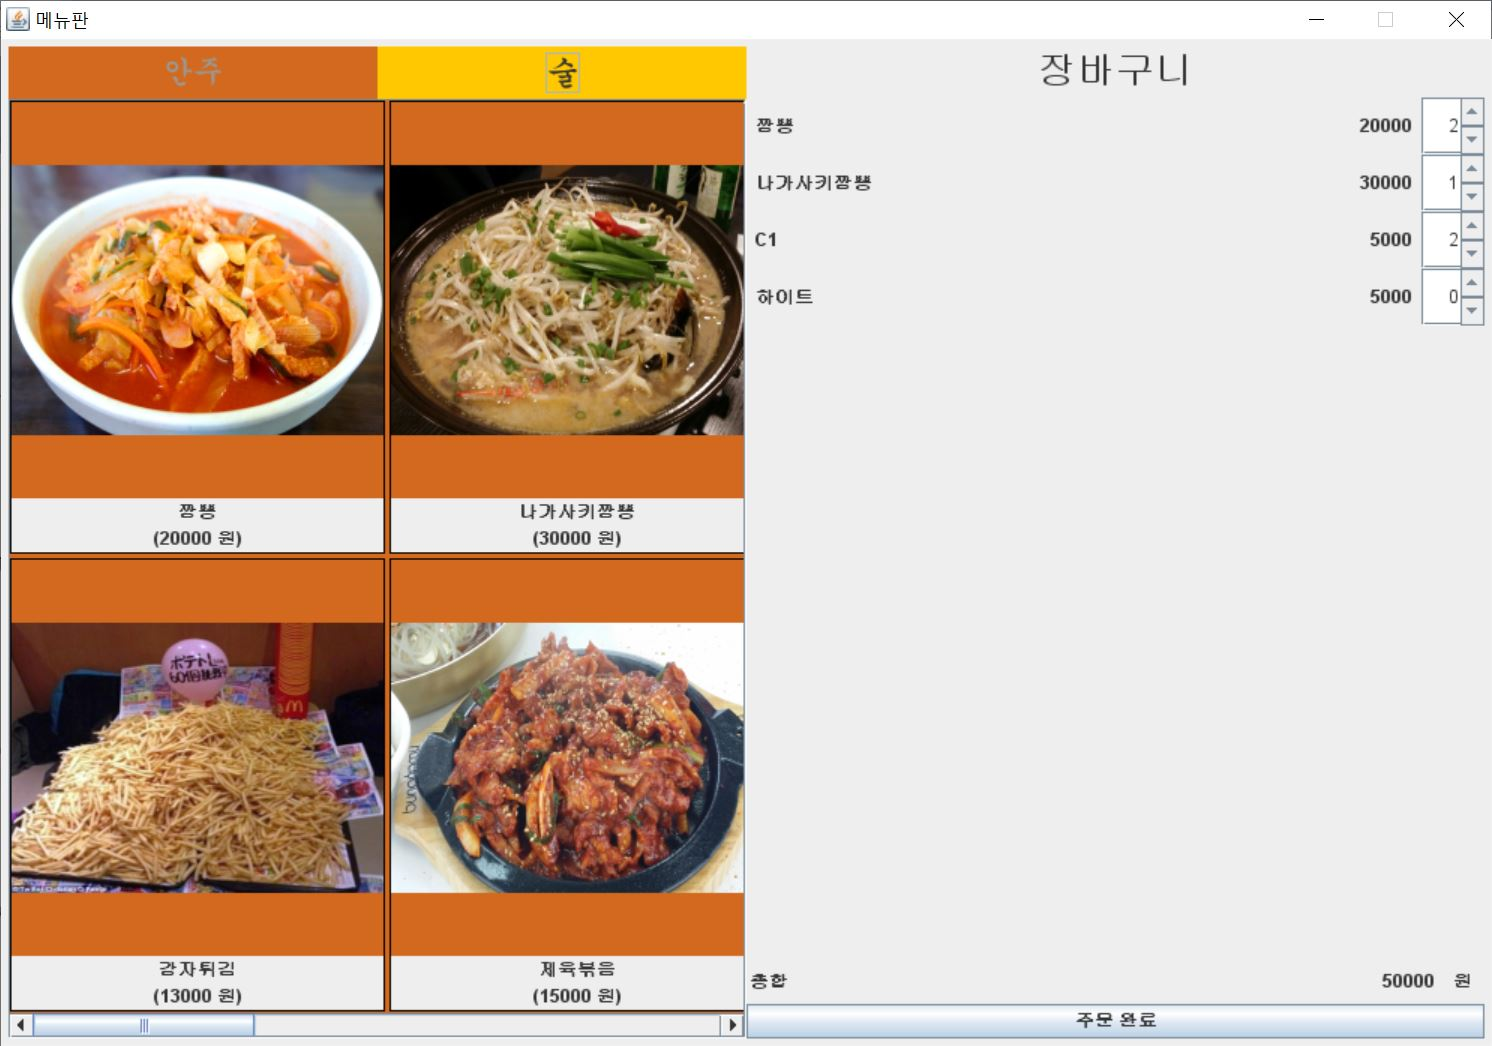 메뉴판
안주 술
장바구니
짬뽕 20000 2
나가사키짬뽕 30000 1
C1 5000 2
하이트 5000 0
짬뽕
(20000 원)
나가사키짬뽕
(30000 원)
ポテト
감자튀김
(13000 원)
제육볶음
(15000 원)
총합 50000 원
주문 완료